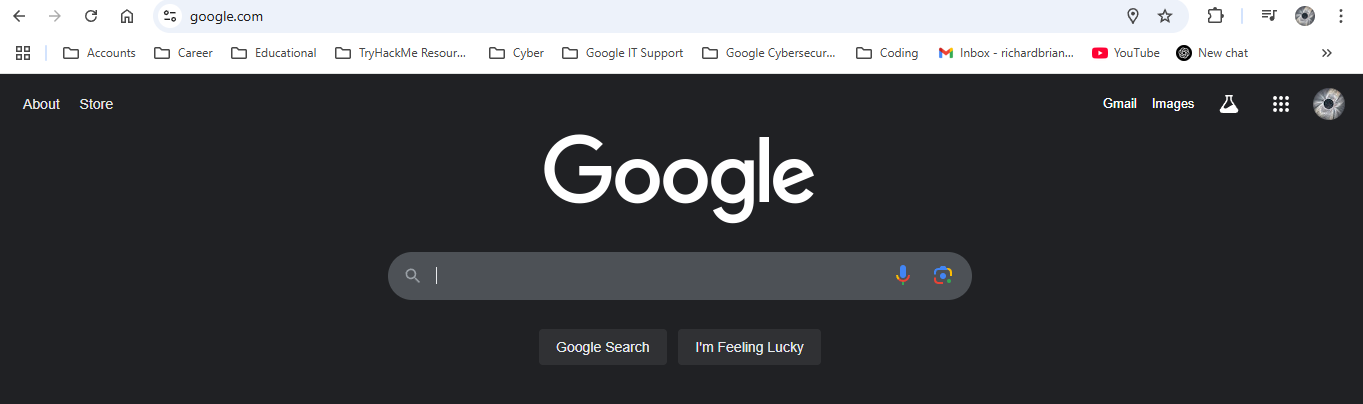 google.com
Accounts Career Educational TryHackMe Resour... Cyber Google IT Support Google Cybersecur... Coding Inbox - richardbrian... YouTube New chat
About Store Gmail Images
Google
Google Search I'm Feeling Lucky